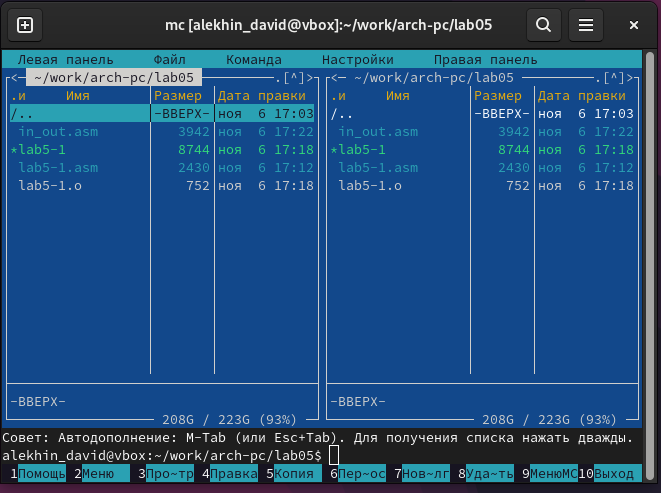 mc [alekhin_david@vbox]:~/work/arch-pc/lab05
Левая панель Файл Команда Настройки Правая панель
<─ ~/work/arch-pc/lab05 .[^]> <─ ~/work/arch-pc/lab05 .[^]>
.и Имя Размер Дата правки .и Имя Размер Дата правки
/.. -ВВЕРХ- ноя 6 17:03 /.. -ВВЕРХ- ноя 6 17:03
in_out.asm 3942 ноя 6 17:22 in_out.asm 3942 ноя 6 17:22
*lab5-1 8744 ноя 6 17:18 *lab5-1 8744 ноя 6 17:18
lab5-1.asm 2430 ноя 6 17:12 lab5-1.asm 2430 ноя 6 17:12
lab5-1.o 752 ноя 6 17:18 lab5-1.o 752 ноя 6 17:18
-ВВЕРХ- -ВВЕРХ-
208G / 223G (93%) 208G / 223G (93%)
Совет: Автодополнение: M-Tab (или Esc+Tab). Для получения списка нажать дважды.
alekhin_david@vbox:~/work/arch-pc/lab05$
1Помощь 2Меню 3Про~тр 4Правка 5Копия 6Пер~ос 7Нов~лг 8Уда~ть 9МенюMC 10Выход